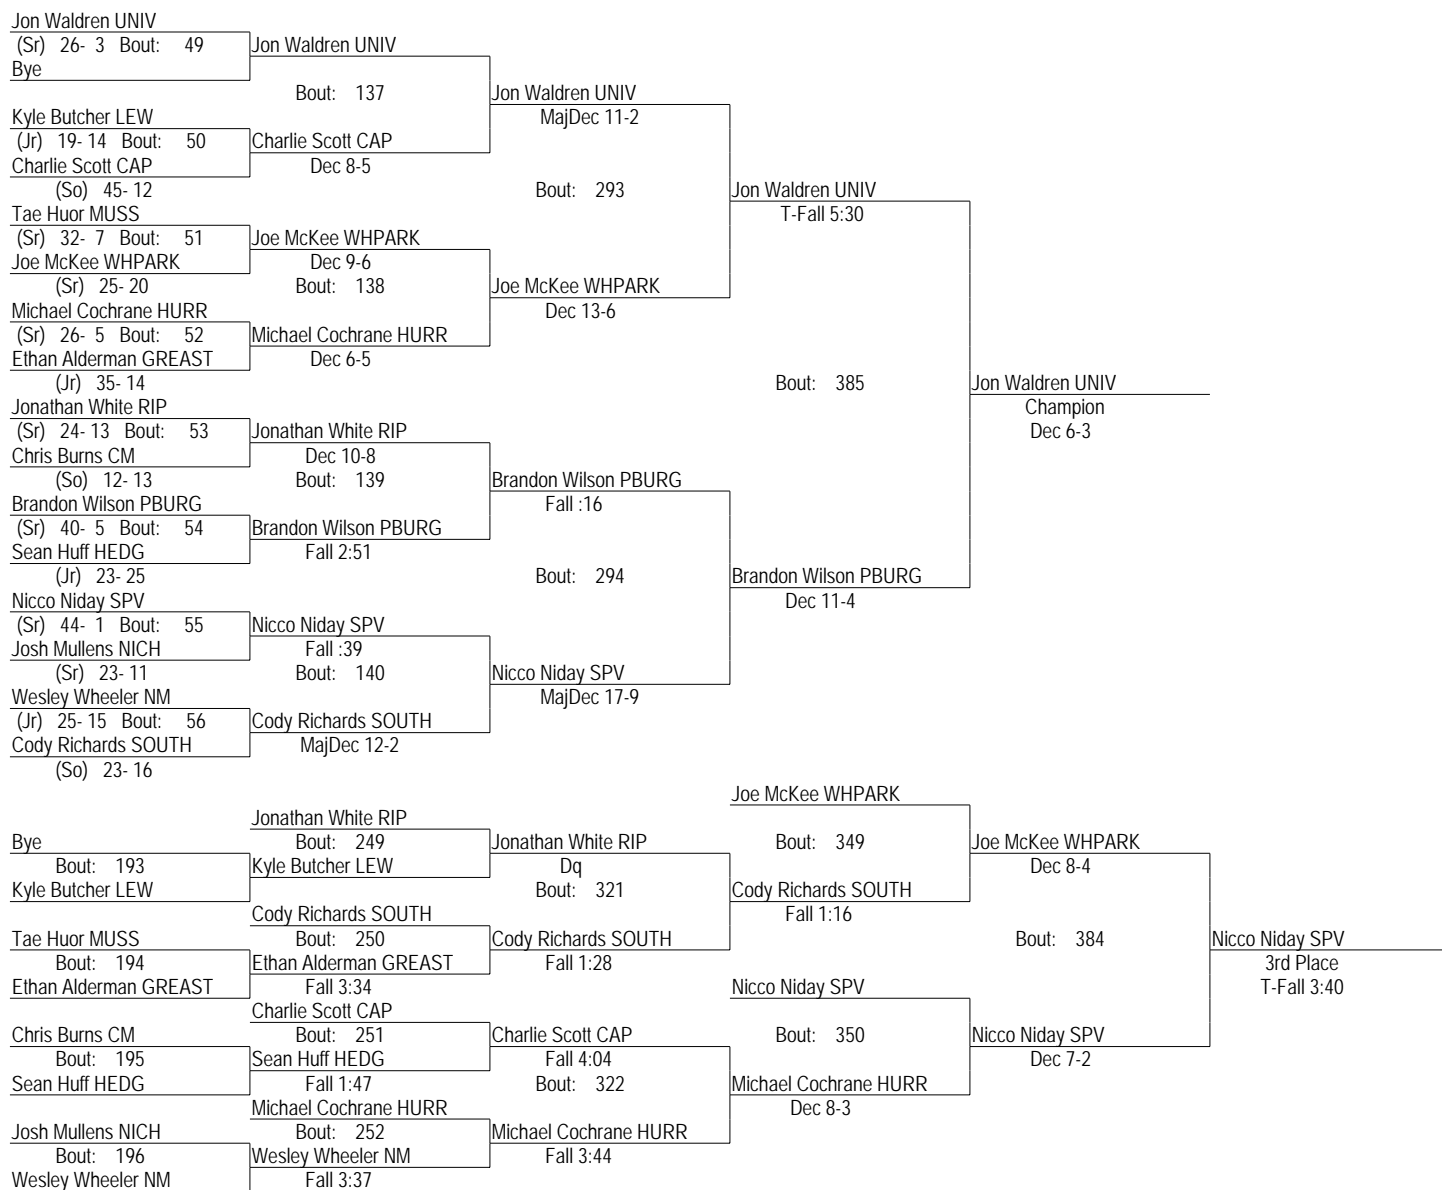 Jon Waldren UNIV
(Sr) 26- 3 Bout: 49 Jon Waldren UNIV
Bye
Bout: 137 Jon Waldren UNIV
Kyle Butcher LEW MajDec 11-2
(Jr) 19- 14 Bout: 50 Charlie Scott CAP
Charlie Scott CAP Dec 8-5
(So) 45- 12 Bout: 293 Jon Waldren UNIV
Tae Huor MUSS T-Fall 5:30
(Sr) 32- 7 Bout: 51 Joe McKee WHPARK
Joe McKee WHPARK Dec 9-6
(Sr) 25- 20 Bout: 138 Joe McKee WHPARK
Michael Cochrane HURR Dec 13-6
(Sr) 26- 5 Bout: 52 Michael Cochrane HURR
Ethan Alderman GREAST Dec 6-5
(Jr) 35- 14 Bout: 385 Jon Waldren UNIV
Jonathan White RIP Champion
(Sr) 24- 13 Bout: 53 Jonathan White RIP Dec 6-3
Chris Burns CM Dec 10-8
(So) 12- 13 Bout: 139 Brandon Wilson PBURG
Brandon Wilson PBURG Fall :16
(Sr) 40- 5 Bout: 54 Brandon Wilson PBURG
Sean Huff HEDG Fall 2:51
(Jr) 23- 25 Bout: 294 Brandon Wilson PBURG
Nicco Niday SPV Dec 11-4
(Sr) 44- 1 Bout: 55 Nicco Niday SPV
Josh Mullens NICH Fall :39
(Sr) 23- 11 Bout: 140 Nicco Niday SPV
Wesley Wheeler NM MajDec 17-9
(Jr) 25- 15 Bout: 56 Cody Richards SOUTH
Cody Richards SOUTH MajDec 12-2
(So) 23- 16
Joe McKee WHPARK
Jonathan White RIP
Bye Bout: 249 Jonathan White RIP Bout: 349 Joe McKee WHPARK
Bout: 193 Kyle Butcher LEW Dq Dec 8-4
Kyle Butcher LEW Bout: 321 Cody Richards SOUTH
Cody Richards SOUTH Fall 1:16
Tae Huor MUSS Bout: 250 Cody Richards SOUTH Bout: 384 Nicco Niday SPV
Bout: 194 Ethan Alderman GREAST Fall 1:28 3rd Place
Ethan Alderman GREAST Fall 3:34 Nicco Niday SPV T-Fall 3:40
Charlie Scott CAP
Chris Burns CM Bout: 251 Charlie Scott CAP Bout: 350 Nicco Niday SPV
Bout: 195 Sean Huff HEDG Fall 4:04 Dec 7-2
Sean Huff HEDG Fall 1:47 Bout: 322 Michael Cochrane HURR
Michael Cochrane HURR Dec 8-3
Josh Mullens NICH Bout: 252 Michael Cochrane HURR
Bout: 196 Wesley Wheeler NM Fall 3:44
Wesley Wheeler NM Fall 3:37